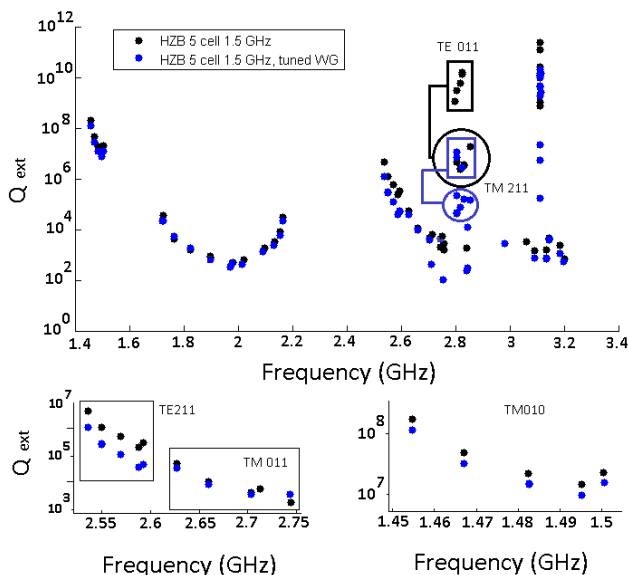 HZB 5 cell 1.5 GHz
HZB 5 cell 1.5 GHz, tuned WG
TE 011
TM 211
10^12
10^10
10^8
10^6
10^4
10^2
10^0
Q ext
1.4 1.6 1.8 2 2.2 2.4 2.6 2.8 3 3.2 3.4
Frequency (GHz)
TE211
TM 011
10^7
10^5
10^3
Q ext
2.55 2.6 2.65 2.7 2.75
Frequency (GHz)
TM010
10^8
10^7
1.45 1.46 1.47 1.48 1.49 1.5
Frequency (GHz)